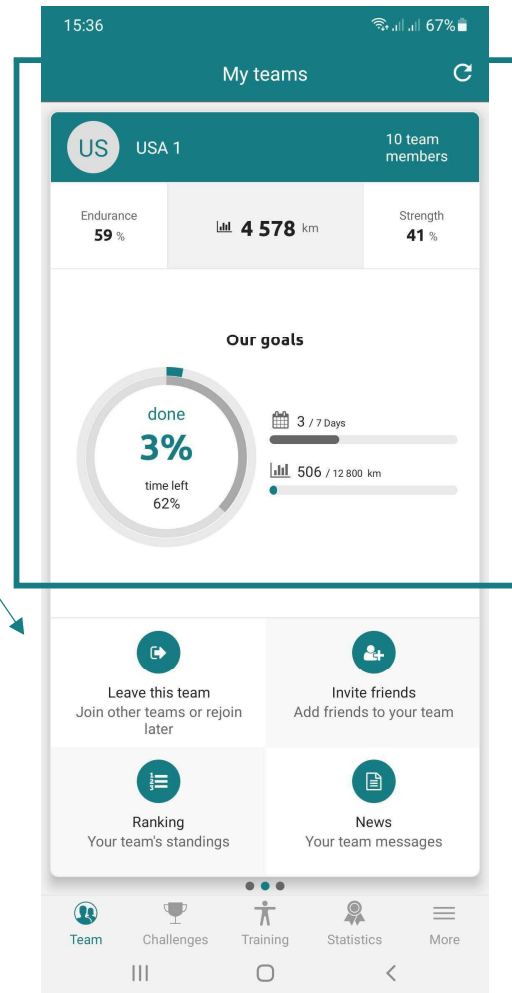 15:36 67%
My teams
US USA 1 10 team
members
Endurance
59 %
4 578 km
Strength
41 %
Our goals
done
3%
time left
62%
3 / 7 Days
506 / 12 800 km
Leave this team
Join other teams or rejoin
later
Invite friends
Add friends to your team
1
2
3
Ranking
Your team's standings
News
Your team messages
Team Challenges Training Statistics More